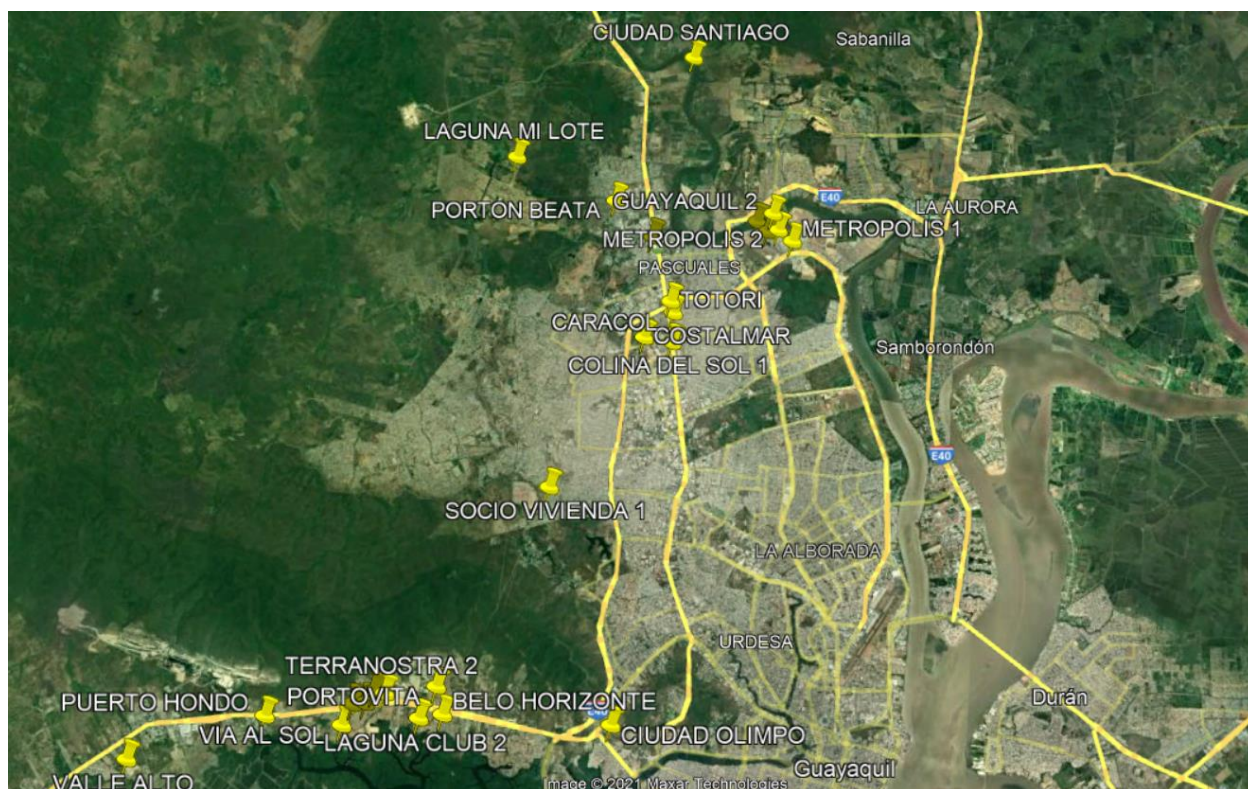 CIUDAD SANTIAGO
Sabanilla
LAGUNA MI LOTE
PORTÓN BEATA
GUAYAQUIL 2
E40
LA AURORA
METROPOLIS 2
METROPOLIS 1
PASCUALES
TOTORI
CARACOL
COSTALMAR
Samborondón
COLINA DEL SOL 1
E40
SOCIO VIVIENDA 1
LA ALBORADA
URDESA
TERRANOSTRA 2
PUERTO HONDO
PORTOVITA
BELO HORIZONTE
Durán
E40
VIA AL SOL
LAGUNA CLUB 2
CIUDAD OLIMPO
Guayaquil
VALLE ALTO
Image © 2021 Maxar Technologies